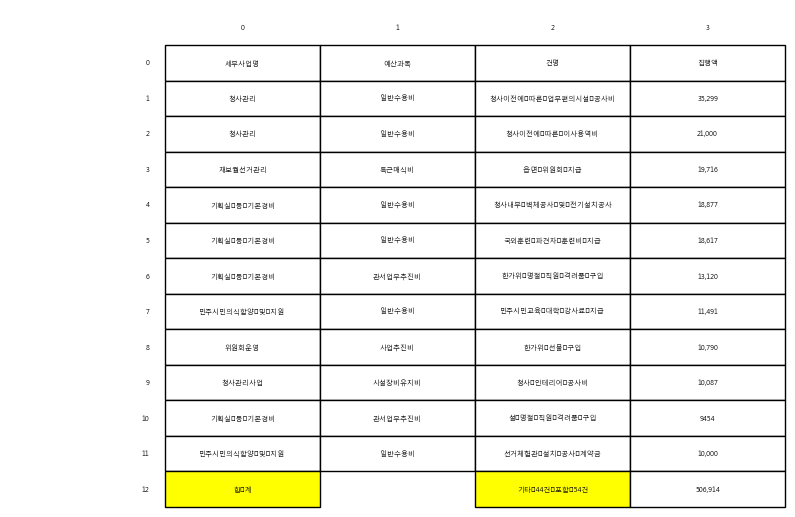 0 1 2 3
0 세부사업명 예산과목 건명 집행액
1 청사관리 일반수용비 청사이전에□따른□업무편의시설□공사비 35,299
2 청사관리 일반수용비 청사이전에□따른□이사용역비 21,000
3 재보궐선거관리 특근매식비 읍면□위원회□지급 19,716
4 기획실□등□기본경비 일반수용비 청사내부□벽체공사□및□전기설치공사 18,877
5 기획실□등□기본경비 일반수용비 국외훈련□파견자□훈련비□지급 18,617
6 기획실□등□기본경비 관서업무추진비 한가위□명절□직원□격려품□구입 13,120
7 민주시민의식함양□및□지원 일반수용비 민주시민교육□대학□강사료□지급 11,491
8 위원회운영 사업추진비 한가위□선물□구입 10,790
9 청사관리사업 시설장비유지비 청사□인테리어□공사비 10,087
10 기획실□등□기본경비 관서업무추진비 설□명절□직원□격려품□구입 9454
11 민주시민의식함양□및□지원 일반수용비 선거체험관□설치□공사□계약금 10,000
12 합□계 기타□44건□포함□54건 506,914